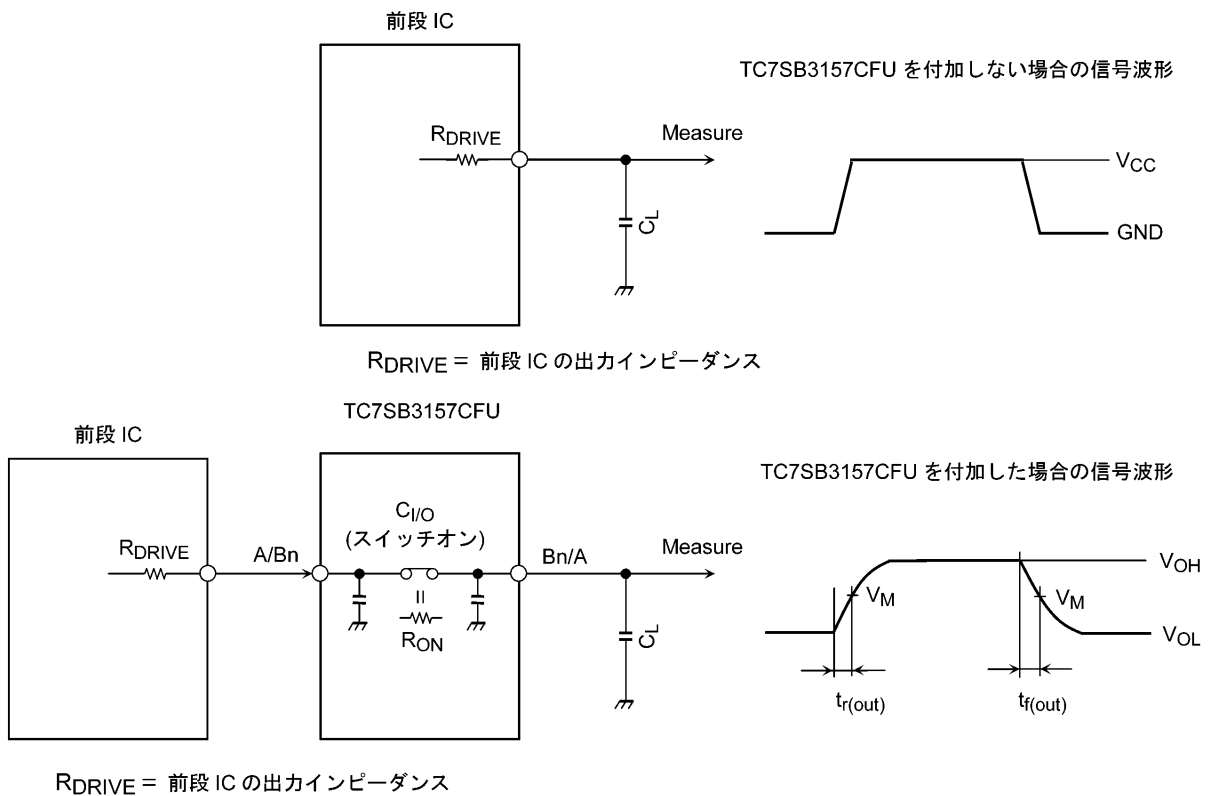 前段 IC
TC7SB3157CFU を付加しない場合の信号波形
RDRIVE
Measure
VCC
CL
GND
RDRIVE = 前段 IC の出力インピーダンス
TC7SB3157CFU
前段 IC
TC7SB3157CFU を付加した場合の信号波形
CI/O
(スイッチオン)
RDRIVE
A/Bn
Bn/A
Measure
VOH
VM
VM
RON
CL
VOL
tr(out)
tf(out)
RDRIVE = 前段 IC の出力インピーダンス